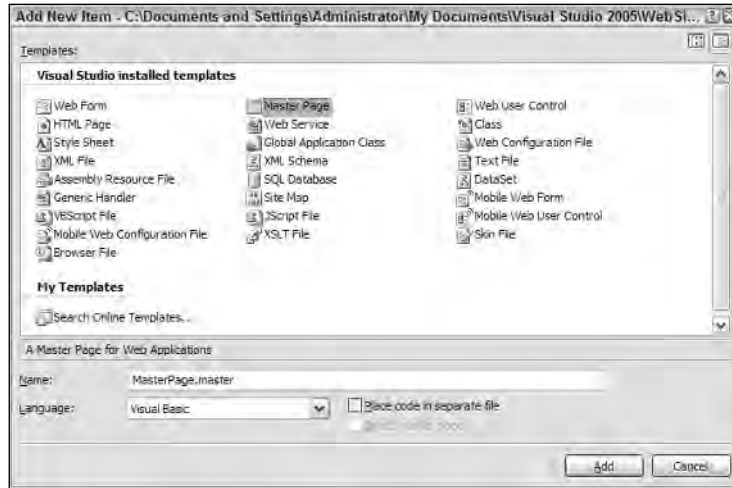 Add New Item - C:\Documents and Settings\Administrator\My Documents\Visual Studio 2005\WebSi...
Templates:
Visual Studio installed templates
Web Form
Master Page
Web User Control
HTML Page
Web Service
Class
Style Sheet
Global Application Class
Web Configuration File
XML File
XML Schema
Text File
Assembly Resource File
SQL Database
DataSet
Generic Handler
Site Map
Mobile Web Form
VBScript File
JScript File
Mobile Web User Control
Mobile Web Configuration File
XSLT File
Skin File
Browser File
My Templates
Search Online Templates...
A Master Page for Web Applications
Name:
MasterPage.master
Language:
Visual Basic
Place code in separate file
Add
Cancel